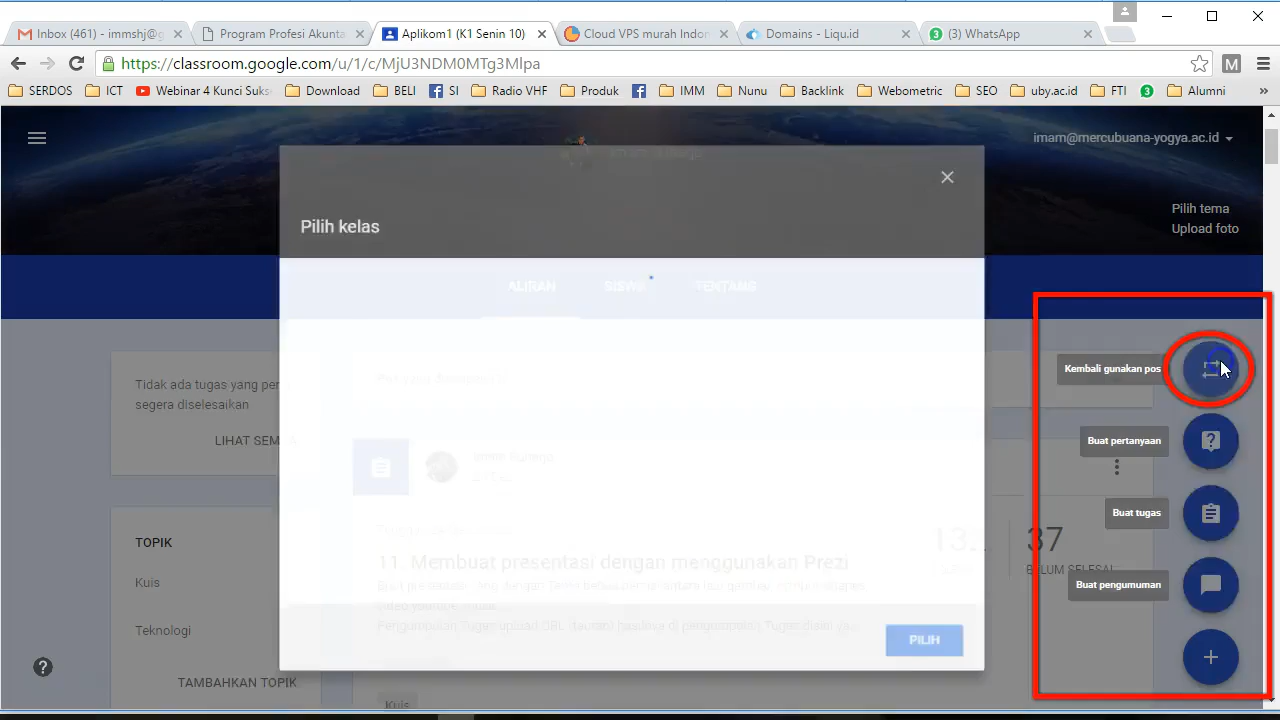 Inbox (461) - immshj@g
Program Profesi Akunta
Aplikom1 (K1 Senin 10)
Cloud VPS murah Indon
Domains - Liquid
(3) WhatsApp
https://classroom.google.com/u/1/c/MjU3NDM0MTg3Mlpa
SERDOS ICT Webinar 4 Kunci Suks Download BELI SI Radio VHF Produk IMM Nunu Backlink Webometric SEO uby.ac.id FTI Alumni »
imam@mercubuana-yogya.ac.id
Pilih tema
Upload foto
Pilih kelas
ALIRAN SISWA TENTANG
Tidak ada tugas yang per
segera diselesaikan
LIHAT SEM
Kembali gunakan pos
Buat pertanyaan
Buat tugas
Buat pengumuman
TOPIK
Kuis
Teknologi
TAMBAHKAN TOPIK
11. Membuat presentasi dengan menggunakan Prezi
37
BELUM SELESAI
Kuis
PILIH